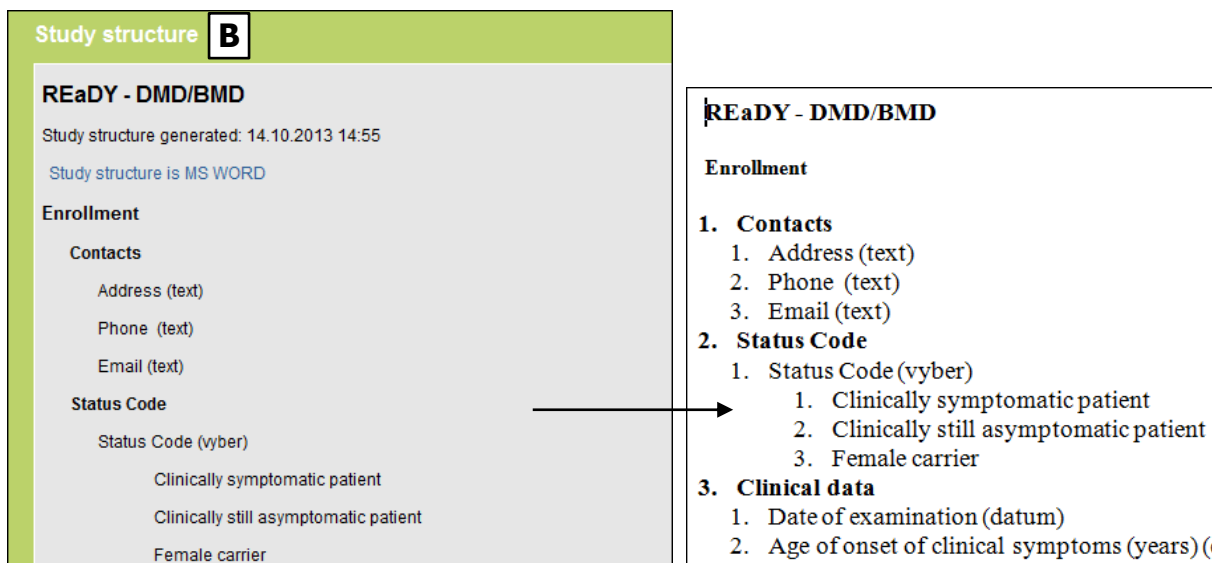 Study structure B
REaDY - DMD/BMD
Study structure generated: 14.10.2013 14:55
Study structure is MS WORD
Enrollment
Contacts
Address (text)
Phone (text)
Email (text)
Status Code
Status Code (vyber)
Clinically symptomatic patient
Clinically still asymptomatic patient
Female carrier
REaDY - DMD/BMD
Enrollment
1. Contacts
1. Address (text)
2. Phone (text)
3. Email (text)
2. Status Code
1. Status Code (vyber)
1. Clinically symptomatic patient
2. Clinically still asymptomatic patient
3. Female carrier
3. Clinical data
1. Date of examination (datum)
2. Age of onset of clinical symptoms (years)